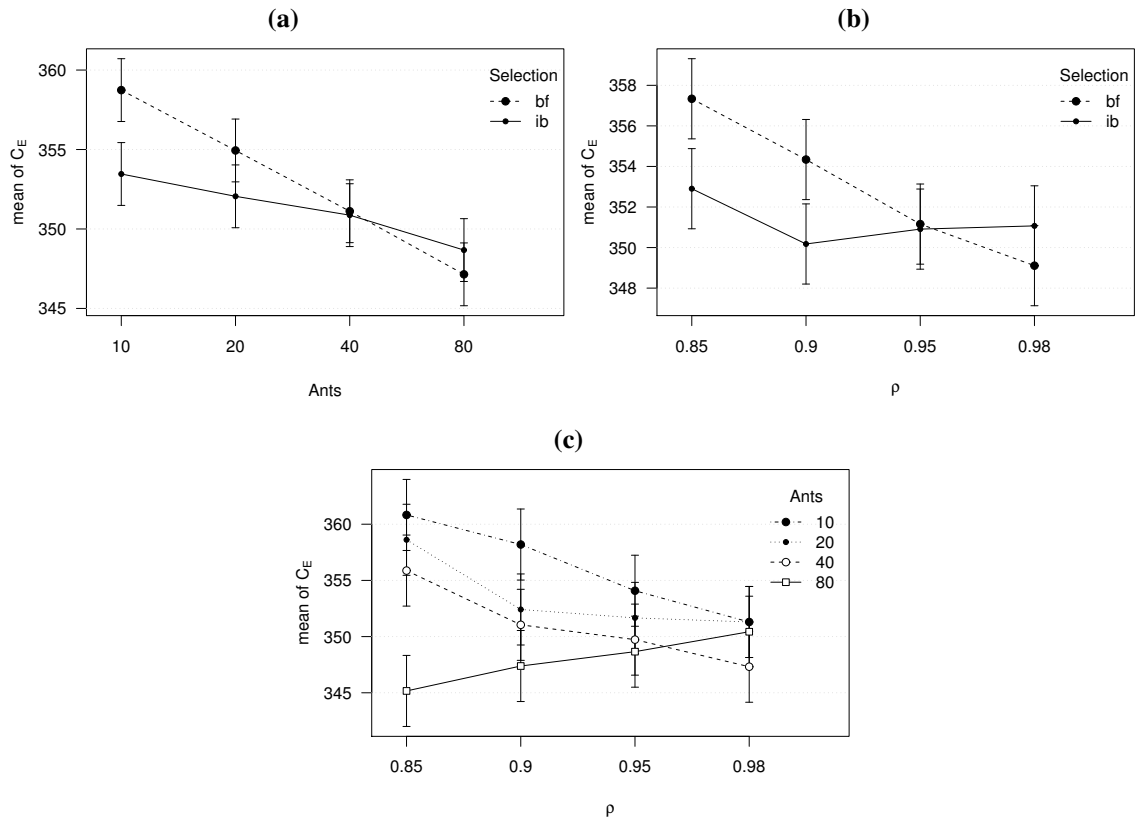 (a)
360
355
350
345
mean of C_E
10 20 40 80
Ants
Selection
bf
ib
(b)
358
356
354
352
350
348
mean of C_E
0.85 0.9 0.95 0.98
ρ
Selection
bf
ib
(c)
360
355
350
345
mean of C_E
0.85 0.9 0.95 0.98
ρ
Ants
10
20
40
80